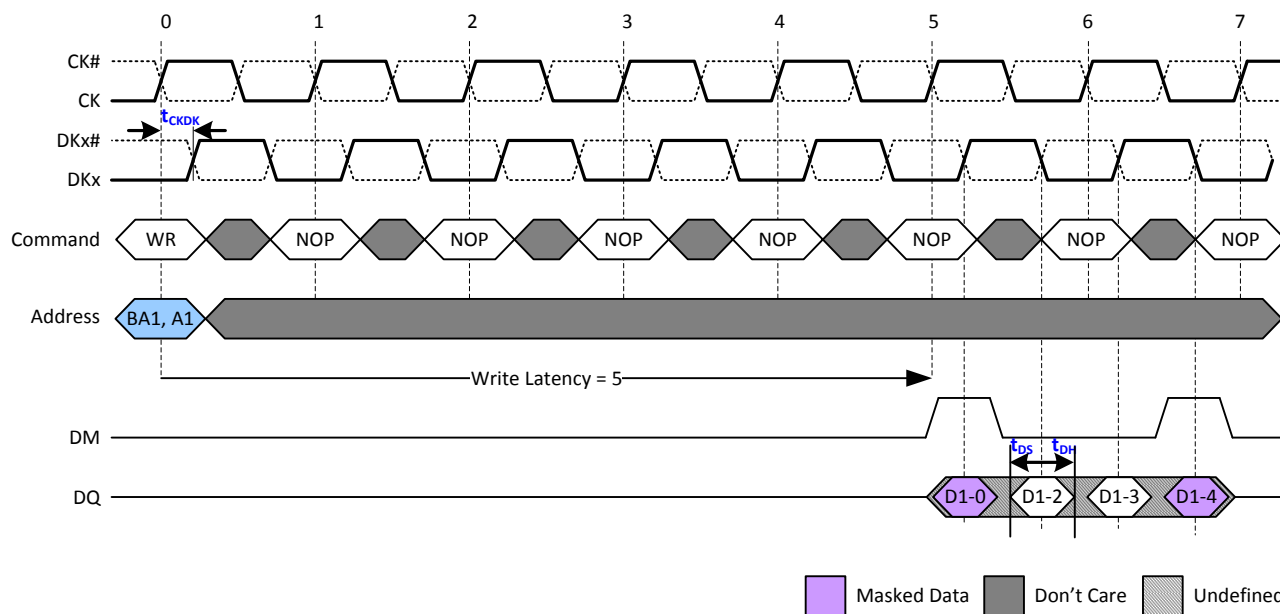 0 1 2 3 4 5 6 7
CK#
CK
tCKDK
DKx#
DKx
Command WR NOP NOP NOP NOP NOP NOP NOP
Address BA1, A1
Write Latency = 5
DM
tDS tDH
DQ D1-0 D1-2 D1-3 D1-4
Masked Data Don't Care Undefined